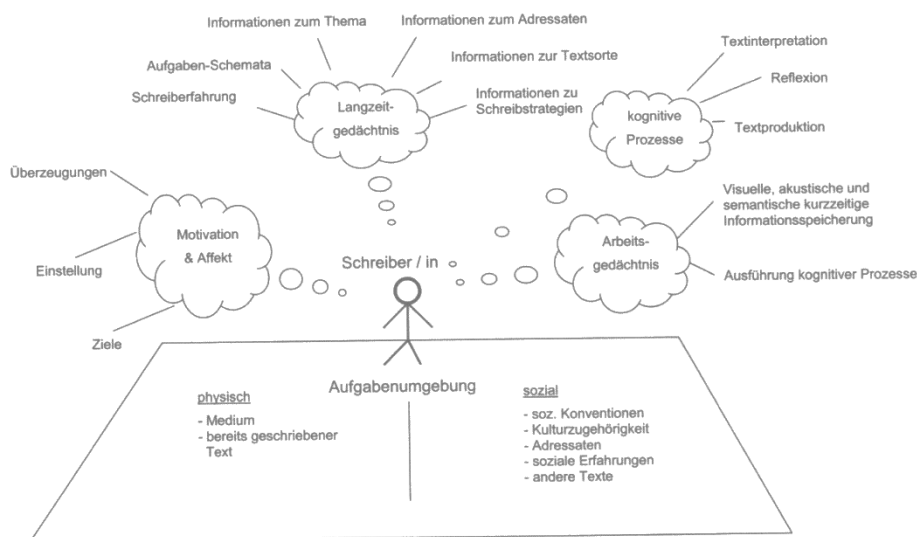 Informationen zum Thema
Informationen zum Adressaten
Aufgaben-Schemata
Informationen zur Textsorte
Schreiberfahrung
Informationen zu
Schreibstrategien
Langzeit-
gedächtnis
Textinterpretation
Reflexion
Textproduktion
kognitive
Prozesse
Überzeugungen
Einstellung
Ziele
Motivation
& Affekt
Visuelle, akustische und
semantische kurzzeitige
Informationsspeicherung
Ausführung kognitiver Prozesse
Arbeits-
gedächtnis
Schreiber / in
Aufgabenumgebung
physisch
- Medium
- bereits geschriebener
Text
sozial
- soz. Konventionen
- Kulturzugehörigkeit
- Adressaten
- soziale Erfahrungen
- andere Texte